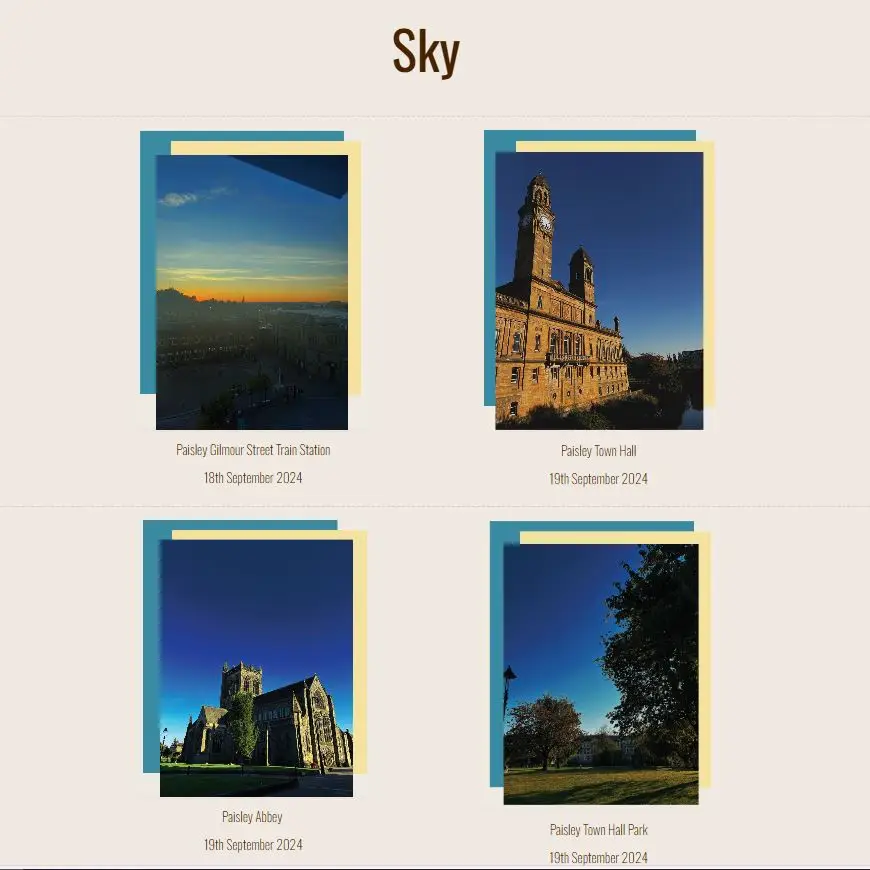 Sky
Paisley Gilmour Street Train Station
18th September 2024
Paisley Town Hall
19th September 2024
Paisley Abbey
19th September 2024
Paisley Town Hall Park
19th September 2024